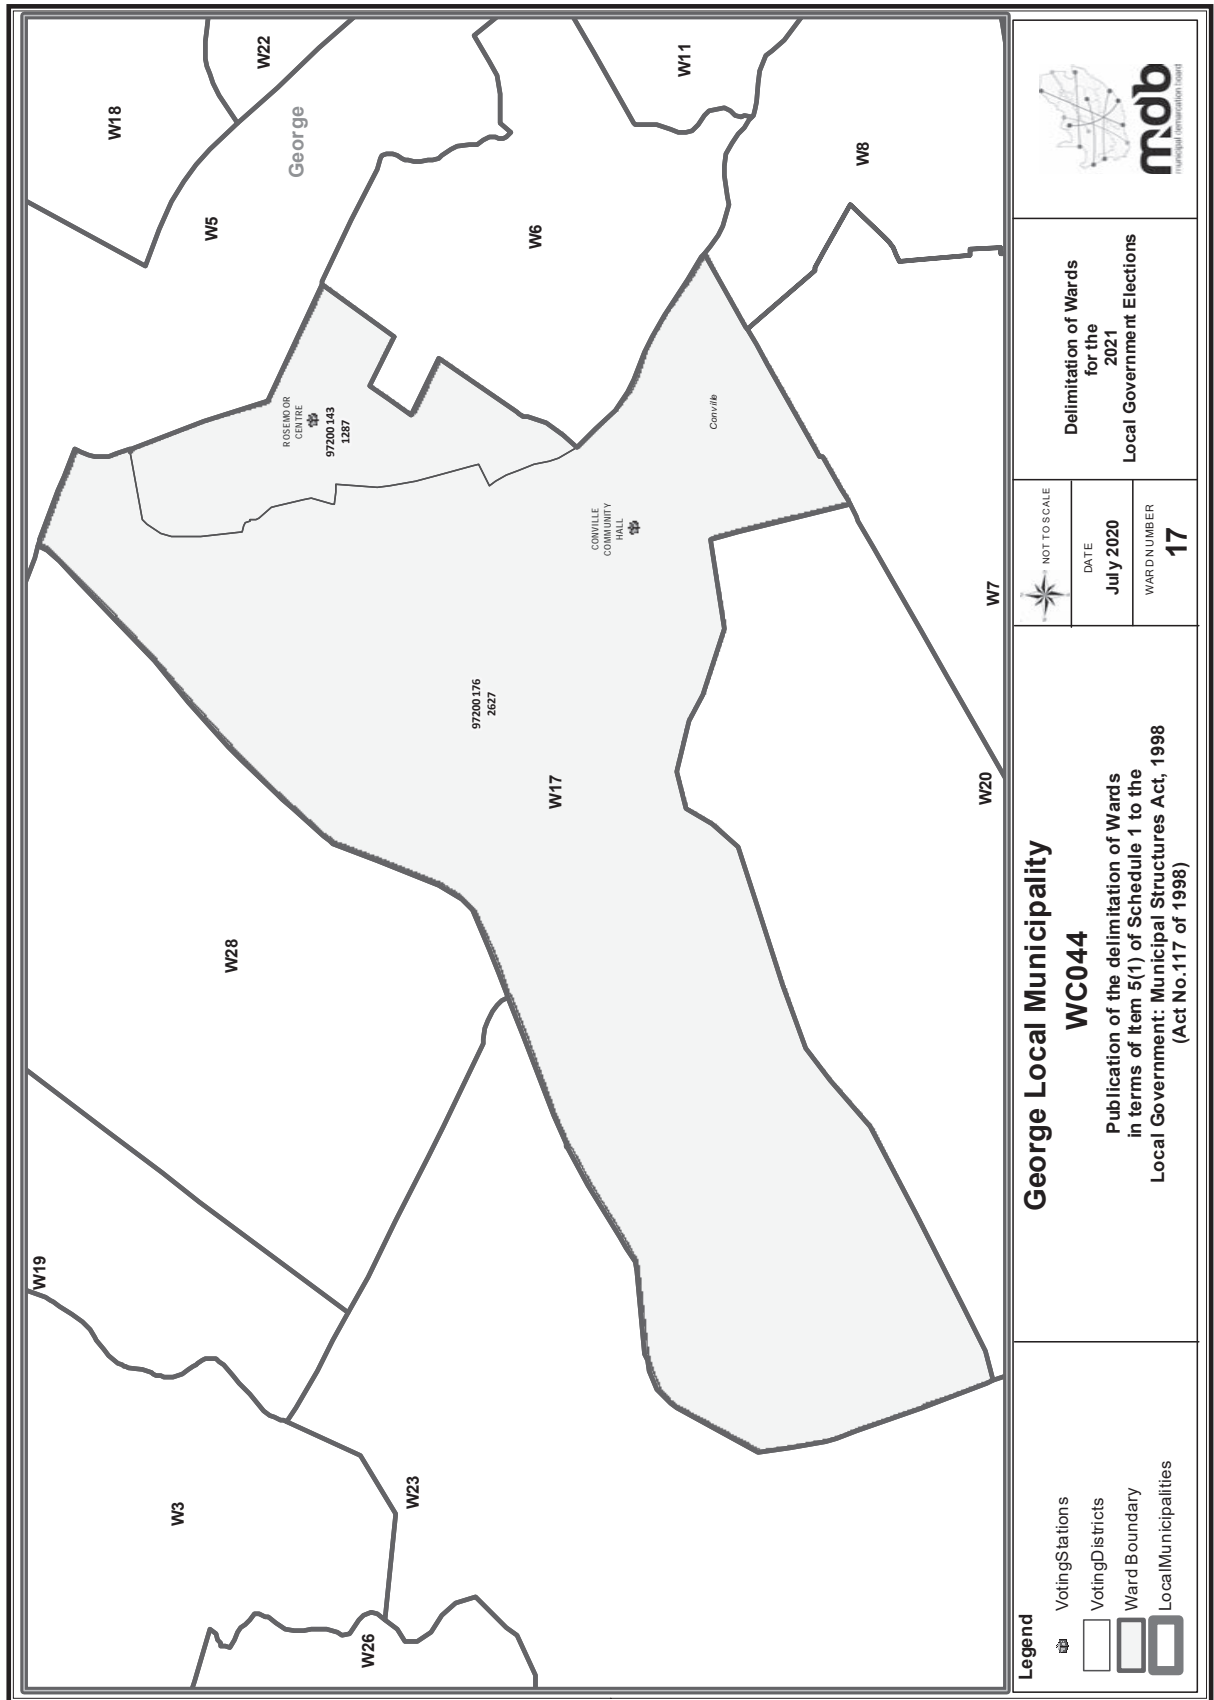 W18
W22
George
W5
W11
W6
W8
ROSEMOOR
CENTRE
97200143
1287
Conville
CONVILLE
COMMUNITY
HALL
97200176
2627
W17
W7
W20
W28
W19
W3
W23
W26
Legend
VotingStations
VotingDistricts
Ward Boundary
LocalMunicipalities
George Local Municipality
WC044
Publication of the delimitation of Wards
in terms of Item 5(1) of Schedule 1 to the
Local Government: Municipal Structures Act, 1998
(Act No.117 of 1998)
NOT TO SCALE
DATE
July 2020
WARD NUMBER
17
Delimitation of Wards
for the
2021
Local Government Elections
mdb
municipal demarcation board